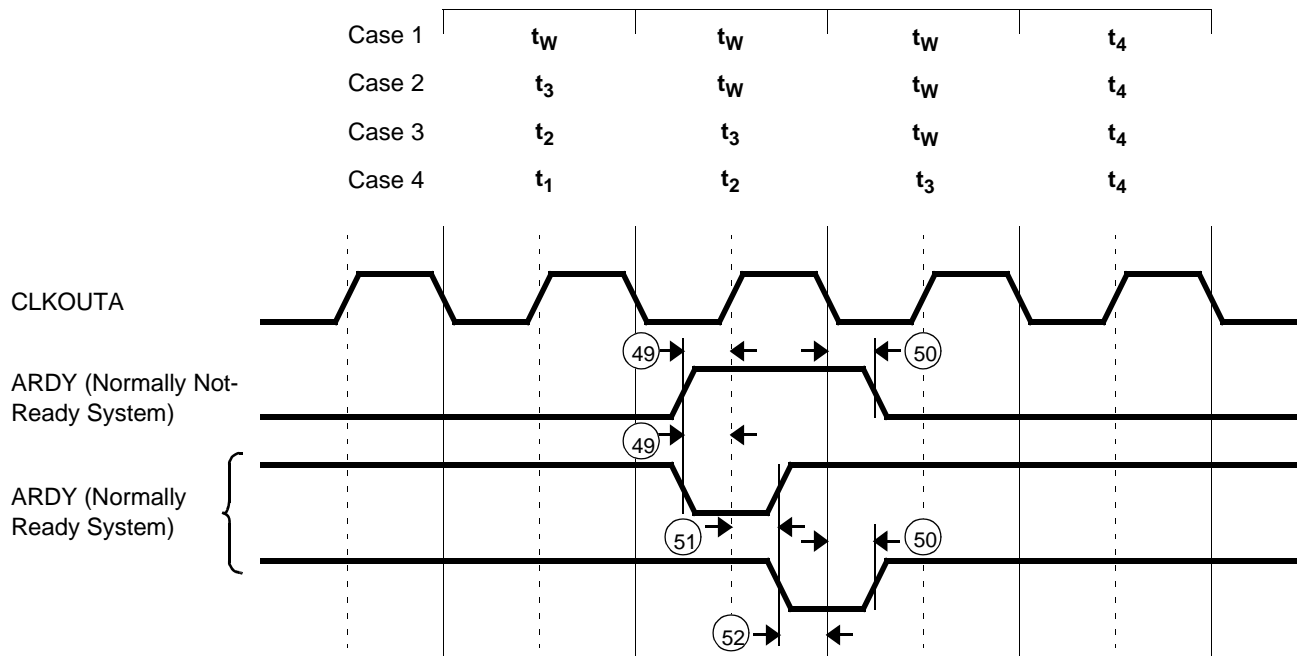 Case 1 tW tW tW t4
Case 2 t3 tW tW t4
Case 3 t2 t3 tW t4
Case 4 t1 t2 t3 t4
CLKOUTA
49 50
ARDY (Normally Not-
Ready System)
49
ARDY (Normally
Ready System)
51 50
52